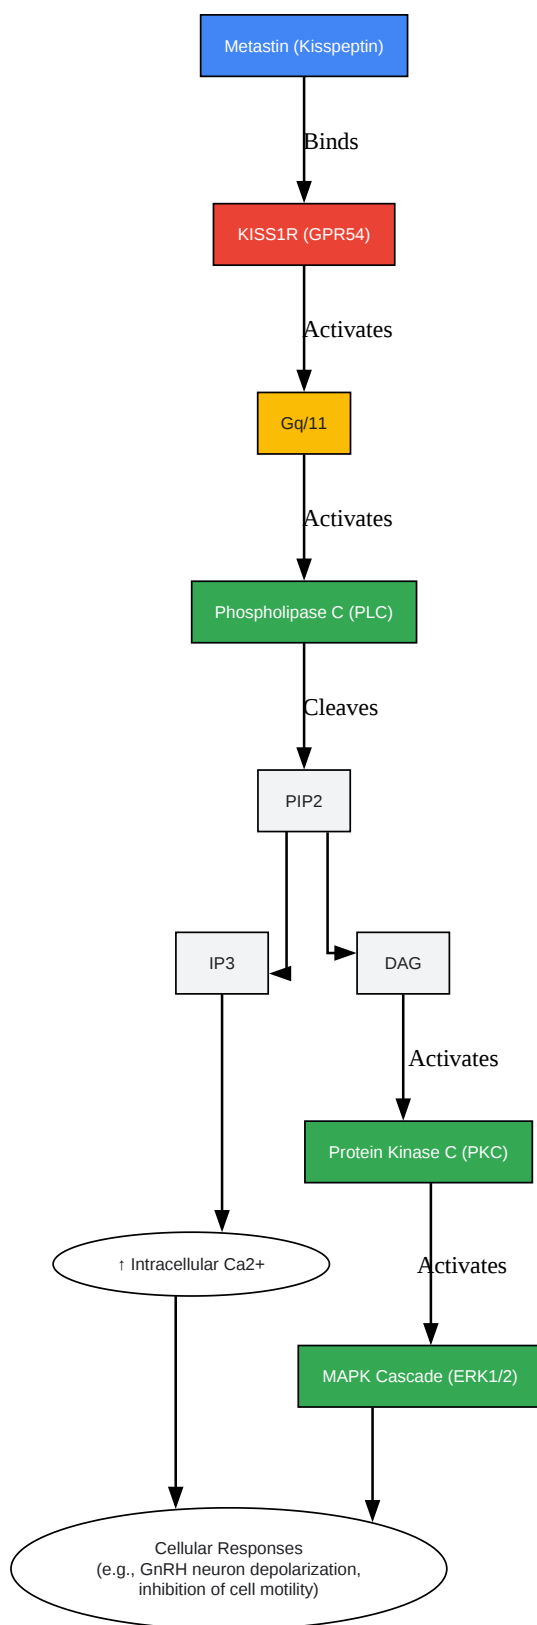 Metastin (Kisspeptin)
Binds
KISS1R (GPR54)
Activates
Gq/11
Activates
Phospholipase C (PLC)
Cleaves
PIP2
IP3
DAG
Activates
Protein Kinase C (PKC)
↑ Intracellular Ca2+
Activates
MAPK Cascade (ERK1/2)
Cellular Responses
(e.g., GnRH neuron depolarization,
inhibition of cell motility)